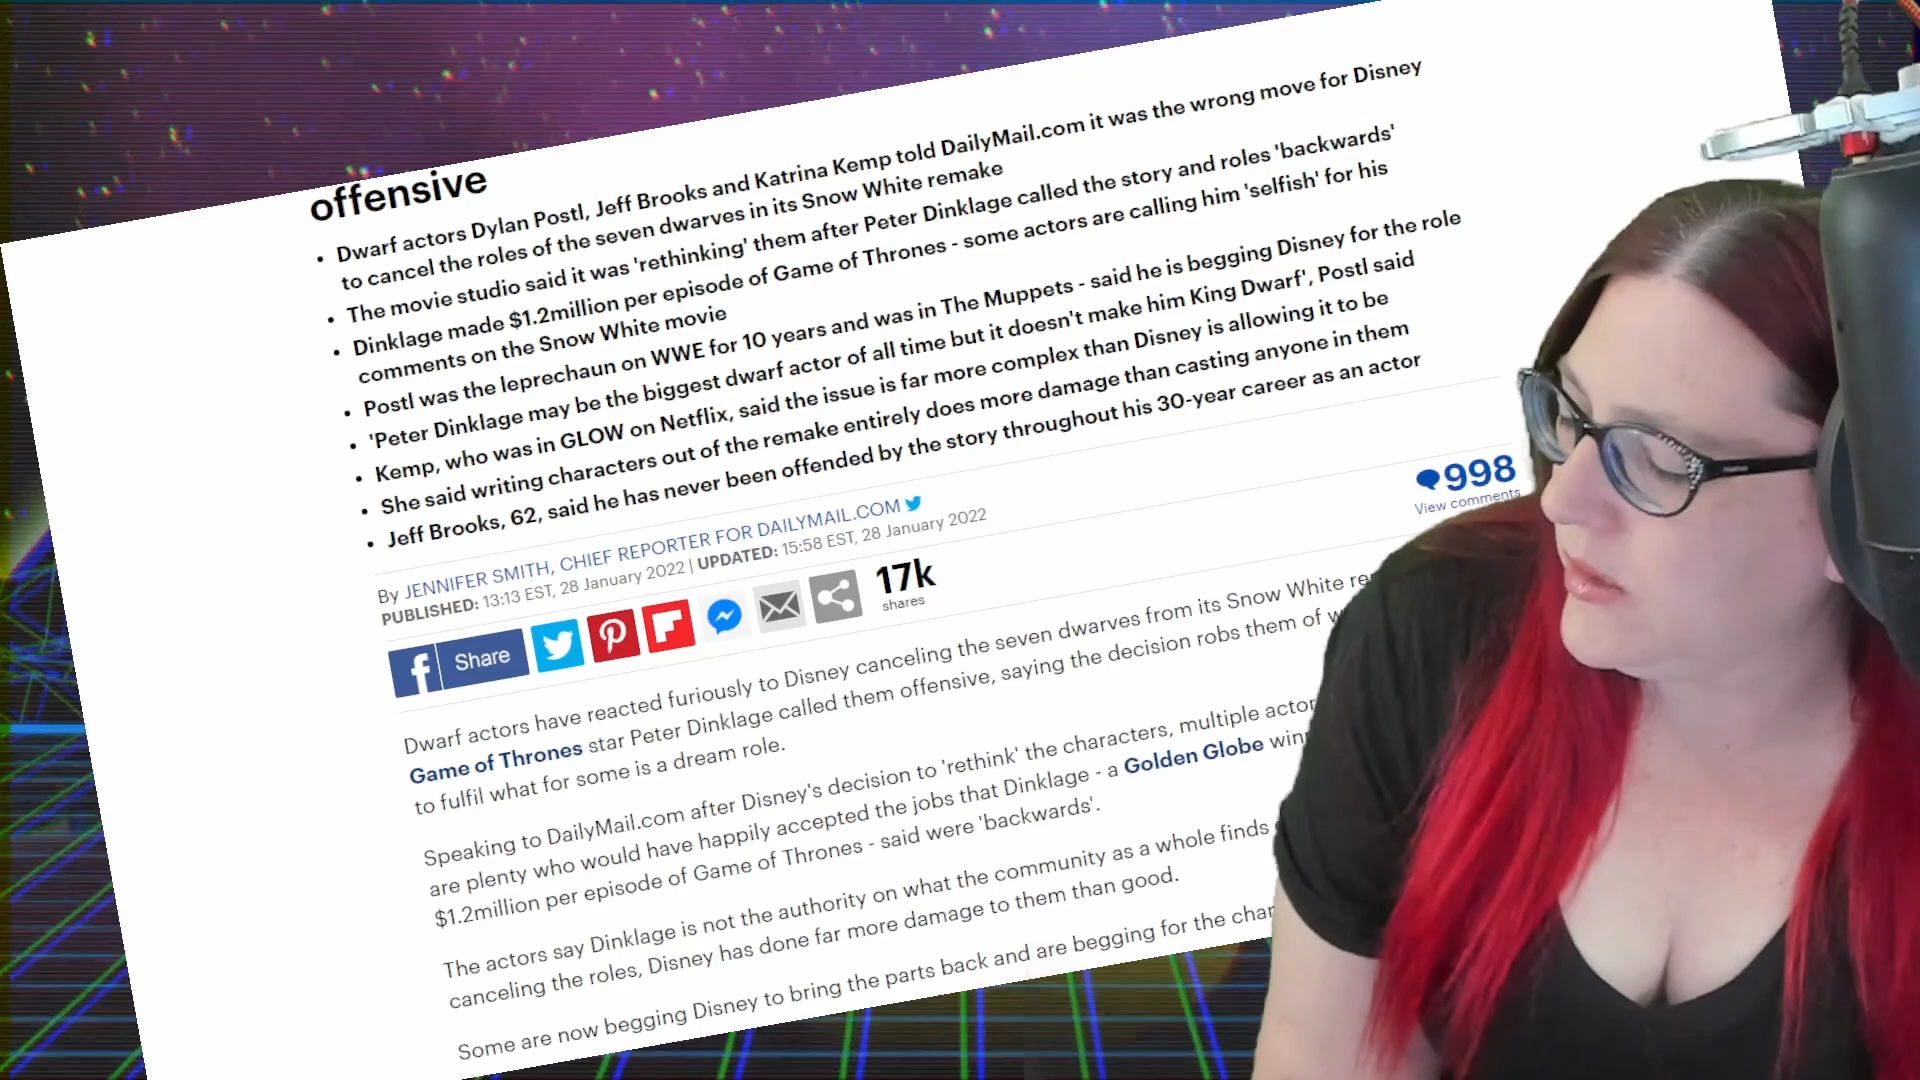 offensive
• Dwarf actors Dylan Postl, Jeff Brooks and Katrina Kemp told DailyMail.com it was the wrong move for Disney
to cancel the roles of the seven dwarves in its Snow White remake
• The movie studio said it was 'rethinking' them after Peter Dinklage called the story and roles 'backwards'
• Dinklage made $1.2million per episode of Game of Thrones - some actors are calling him 'selfish' for his
comments on the Snow White movie
• Postl was the leprechaun on WWE for 10 years and was in The Muppets - said he is begging Disney for the role
• 'Peter Dinklage may be the biggest dwarf actor of all time but it doesn't make him King Dwarf', Postl said
• Kemp, who was in GLOW on Netflix, said the issue is far more complex than Disney is allowing it to be
• She said writing characters out of the remake entirely does more damage than casting anyone in them
• Jeff Brooks, 62, said he has never been offended by the story throughout his 30-year career as an actor
By JENNIFER SMITH, CHIEF REPORTER FOR DAILYMAIL.COM
PUBLISHED: 13:13 EST, 28 January 2022 | UPDATED: 15:58 EST, 28 January 2022
Share
17k
shares
998
View comments
Dwarf actors have reacted furiously to Disney canceling the seven dwarves from its Snow White
Game of Thrones star Peter Dinklage called them offensive, saying the decision robs them of
to fulfil what for some is a dream role.
Speaking to DailyMail.com after Disney's decision to 'rethink' the characters, multiple
are plenty who would have happily accepted the jobs that Dinklage - a Golden Globe
$1.2million per episode of Game of Thrones - said were 'backwards'.
The actors say Dinklage is not the authority on what the community as a whole finds
canceling the roles, Disney has done far more damage to them than good.
Some are now begging Disney to bring the parts back and are begging for the